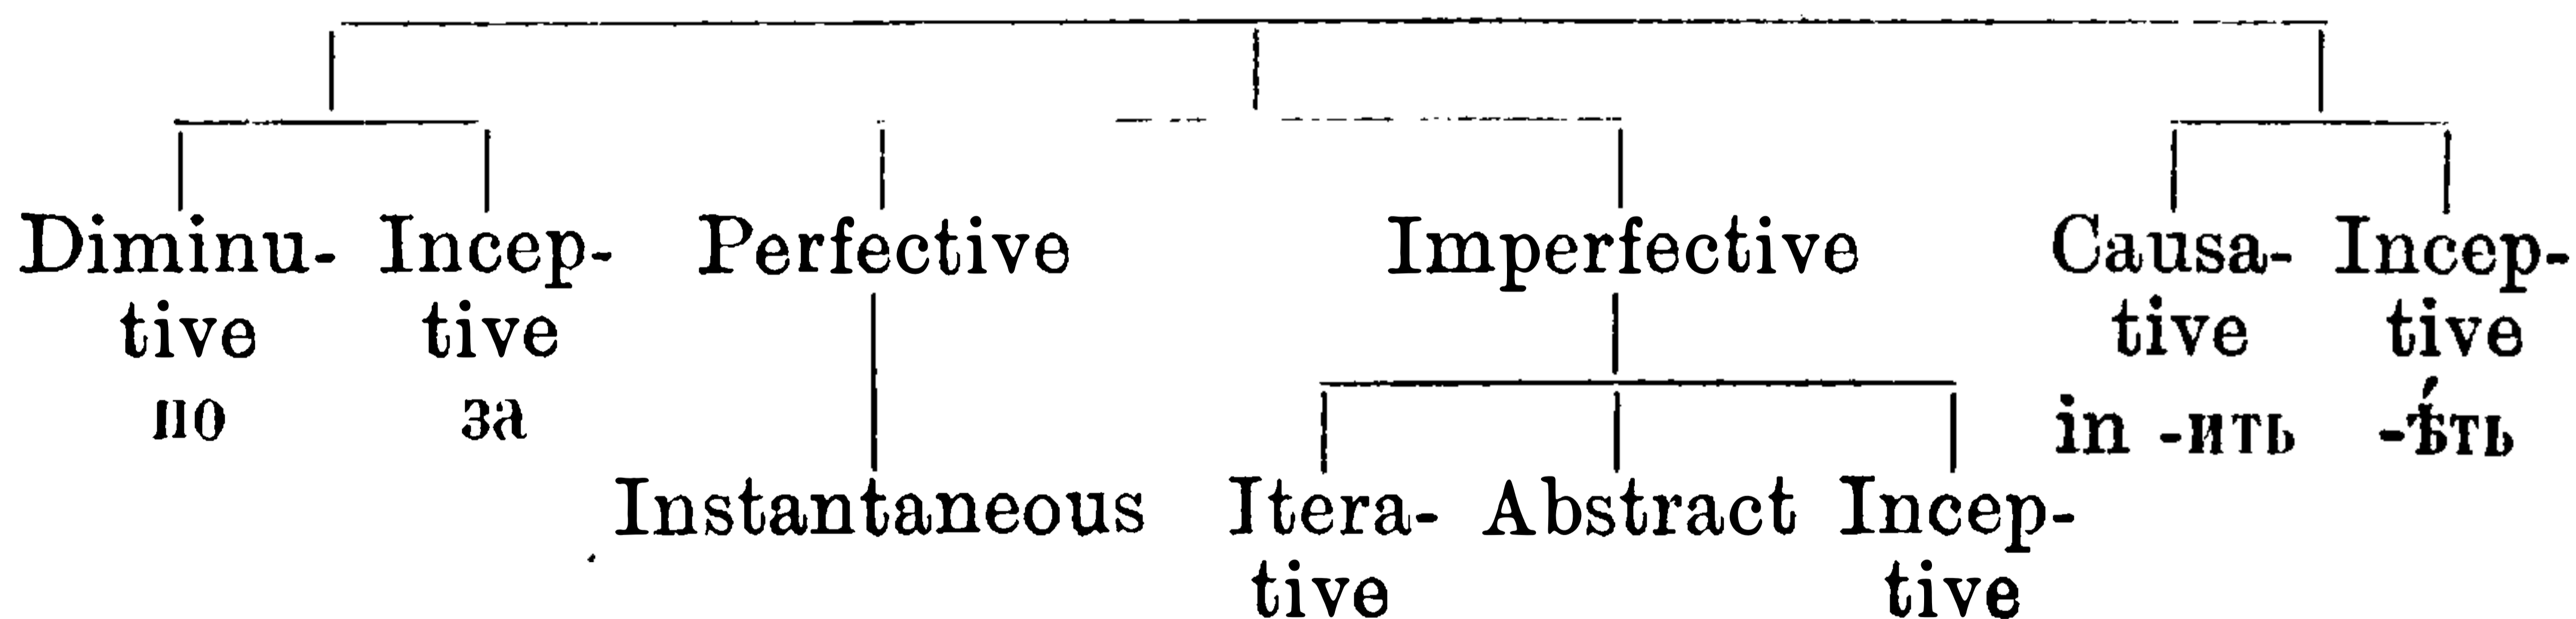 Diminu- Incep- Perfective Imperfective Causa- Incep-
tive tive tive tive
по за in -ить -ѣ́ть
Instantaneous Itera- Abstract Incep-
tive tive